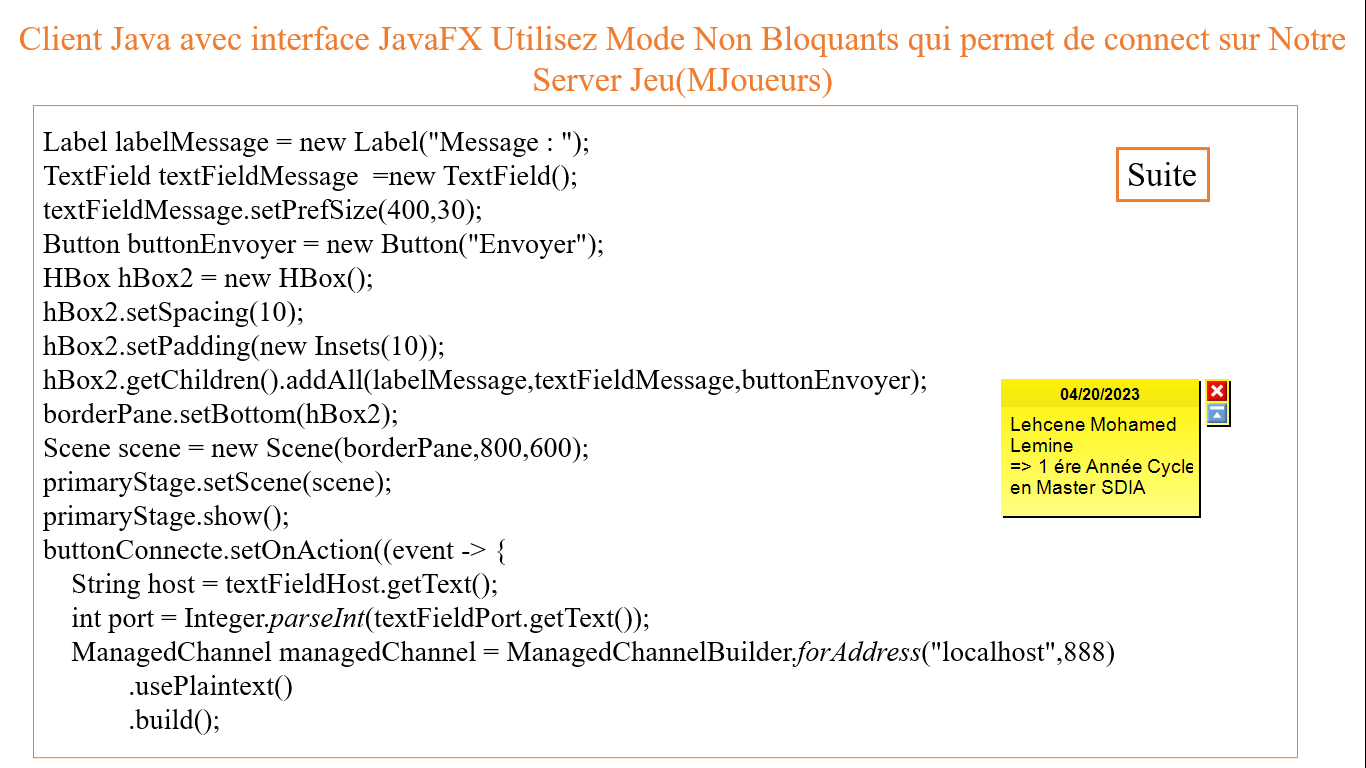 Client Java avec interface JavaFX Utilisez Mode Non Bloquants qui permet de connect sur Notre
Server Jeu(MJoueurs)
Label labelMessage = new Label("Message : ");
TextField textFieldMessage  =new TextField();
textFieldMessage.setPrefSize(400,30);
Button buttonEnvoyer = new Button("Envoyer");
HBox hBox2 = new HBox();
hBox2.setSpacing(10);
hBox2.setPadding(new Insets(10));
hBox2.getChildren().addAll(labelMessage,textFieldMessage,buttonEnvoyer);
borderPane.setBottom(hBox2);
Scene scene = new Scene(borderPane,800,600);
primaryStage.setScene(scene);
primaryStage.show();
buttonConnecte.setOnAction((event -> {
    String host = textFieldHost.getText();
    int port = Integer.parseInt(textFieldPort.getText());
    ManagedChannel managedChannel = ManagedChannelBuilder.forAddress("localhost",888)
            .usePlaintext()
            .build();
Suite
04/20/2023
Lehcene Mohamed
Lemine
=> 1 ére Année Cycle
en Master SDIA